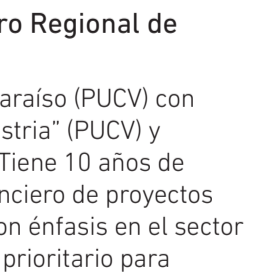 ro Regional de
araíso (PUCV) con
stria” (PUCV) y
Tiene 10 años de
nciero de proyectos
on énfasis en el sector
prioritario para